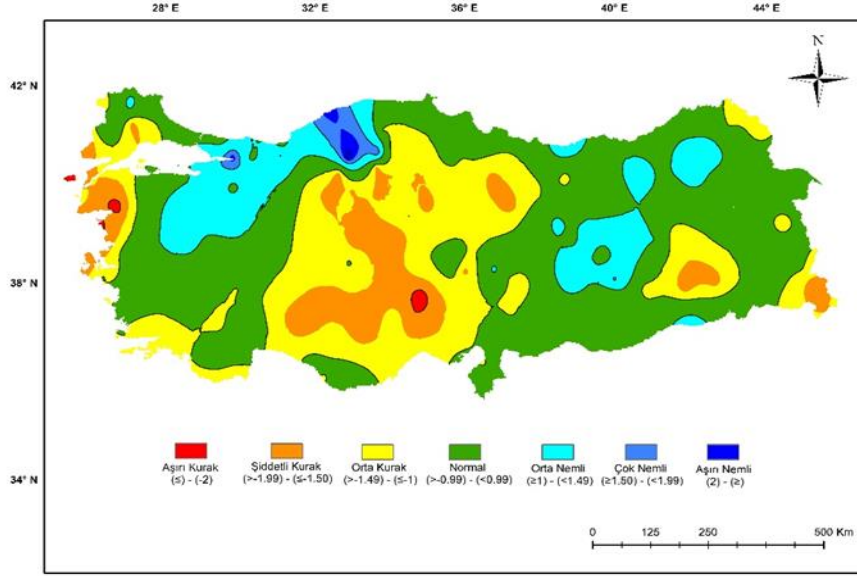 28° E 32° E 36° E 40° E 44° E
N
42° N
38° N
34° N
Aşırı Kurak Şiddetli Kurak Orta Kurak Normal Orta Nemli Çok Nemli Aşırı Nemli
(≤) - (-2) (>-1.99) - (≤-1.50) (>-1.49) - (≤-1) (>-0.99) - (<0.99) (≥1) - (<1.49) (≥1.50) - (<1.99) (2) - (≥)
0 125 250 500 Km